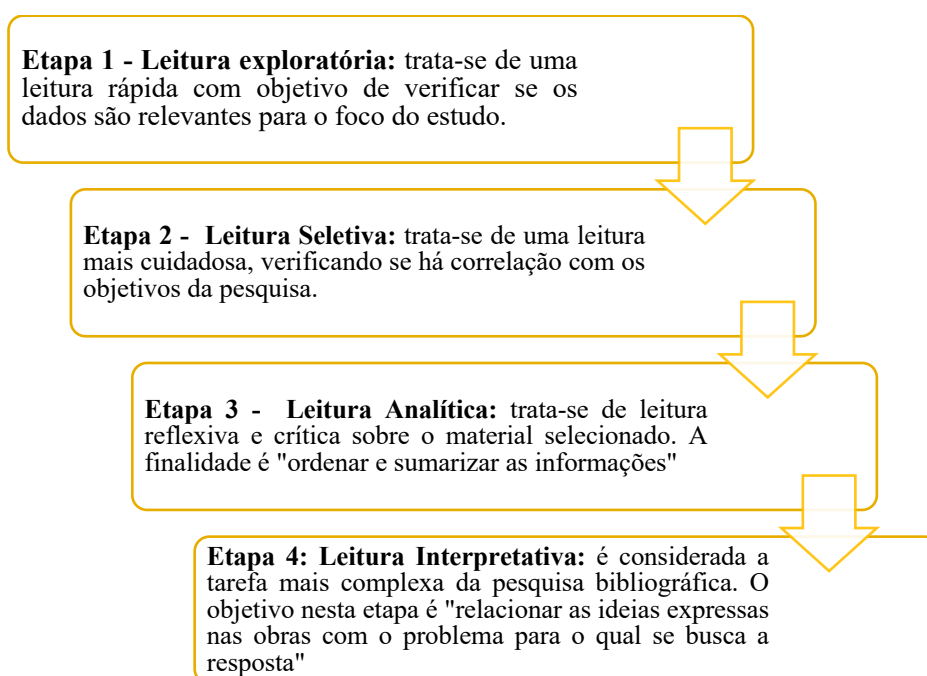 Etapa 1 - Leitura exploratória: trata-se de uma
leitura rápida com objetivo de verificar se os
dados são relevantes para o foco do estudo.
Etapa 2 - Leitura Seletiva: trata-se de uma leitura
mais cuidadosa, verificando se há correlação com os
objetivos da pesquisa.
Etapa 3 - Leitura Analítica: trata-se de leitura
reflexiva e crítica sobre o material selecionado. A
finalidade é "ordenar e sumarizar as informações"
Etapa 4: Leitura Interpretativa: é considerada a
tarefa mais complexa da pesquisa bibliográfica. O
objetivo nesta etapa é "relacionar as ideias expressas
nas obras com o problema para o qual se busca a
resposta"